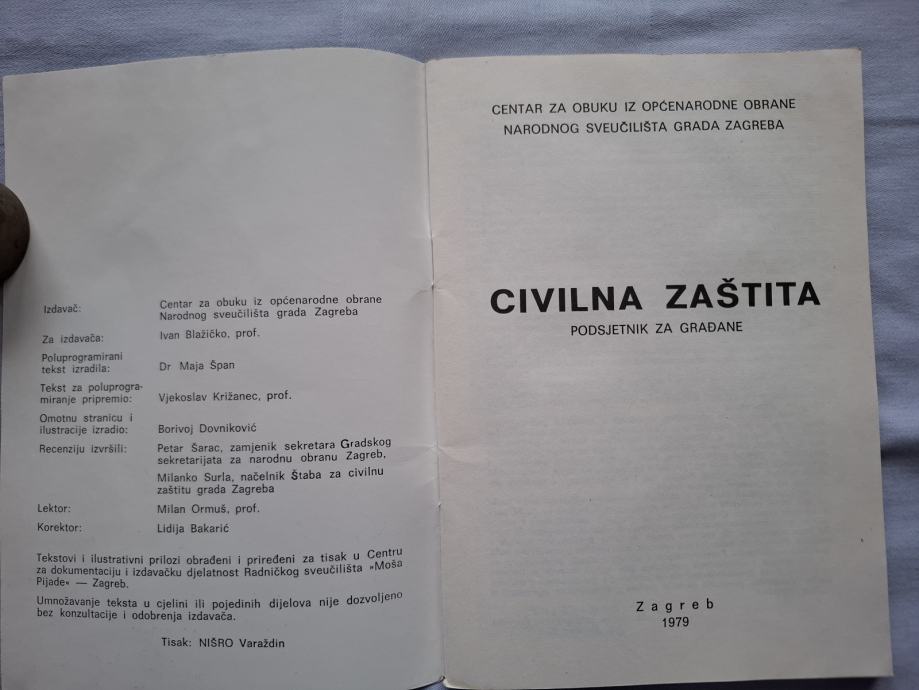 Izdavač: Centar za obuku iz općenarodne obrane
Narodnog sveučilišta grada Zagreba
Za izdavača: Ivan Blažičko, prof.
Poluprogramirani
tekst izradila: Dr Maja Špan
Tekst za poluprogra-
miranje pripremio: Vjekoslav Križanec, prof.
Omotnu stranicu i
ilustracije izradio: Borivoj Dovniković
Recenziju izvršili: Petar Šarac, zamjenik sekretara Gradskog
sekretarijata za narodnu obranu Zagreb,
Milanko Surla, načelnik Štaba za civilnu
zaštitu grada Zagreba
Lektor: Milan Ormuš, prof.
Korektor: Lidija Bakarić
Tekstovi i ilustrativni prilozi obrađeni i priređeni za tisak u Centru
za dokumentaciju i izdavačku djelatnost Radničkog sveučilišta »Moša
Pijade« — Zagreb.
Umnožavanje teksta u cjelini ili pojedinih dijelova nije dozvoljeno
bez konzultacije i odobrenja izdavača.
Tisak: NIŠRO Varaždin
CENTAR ZA OBUKU IZ OPĆENARODNE OBRANE
NARODNOG SVEUČILIŠTA GRADA ZAGREBA
CIVILNA ZAŠTITA
PODSJETNIK ZA GRAĐANE
Zagreb
1979